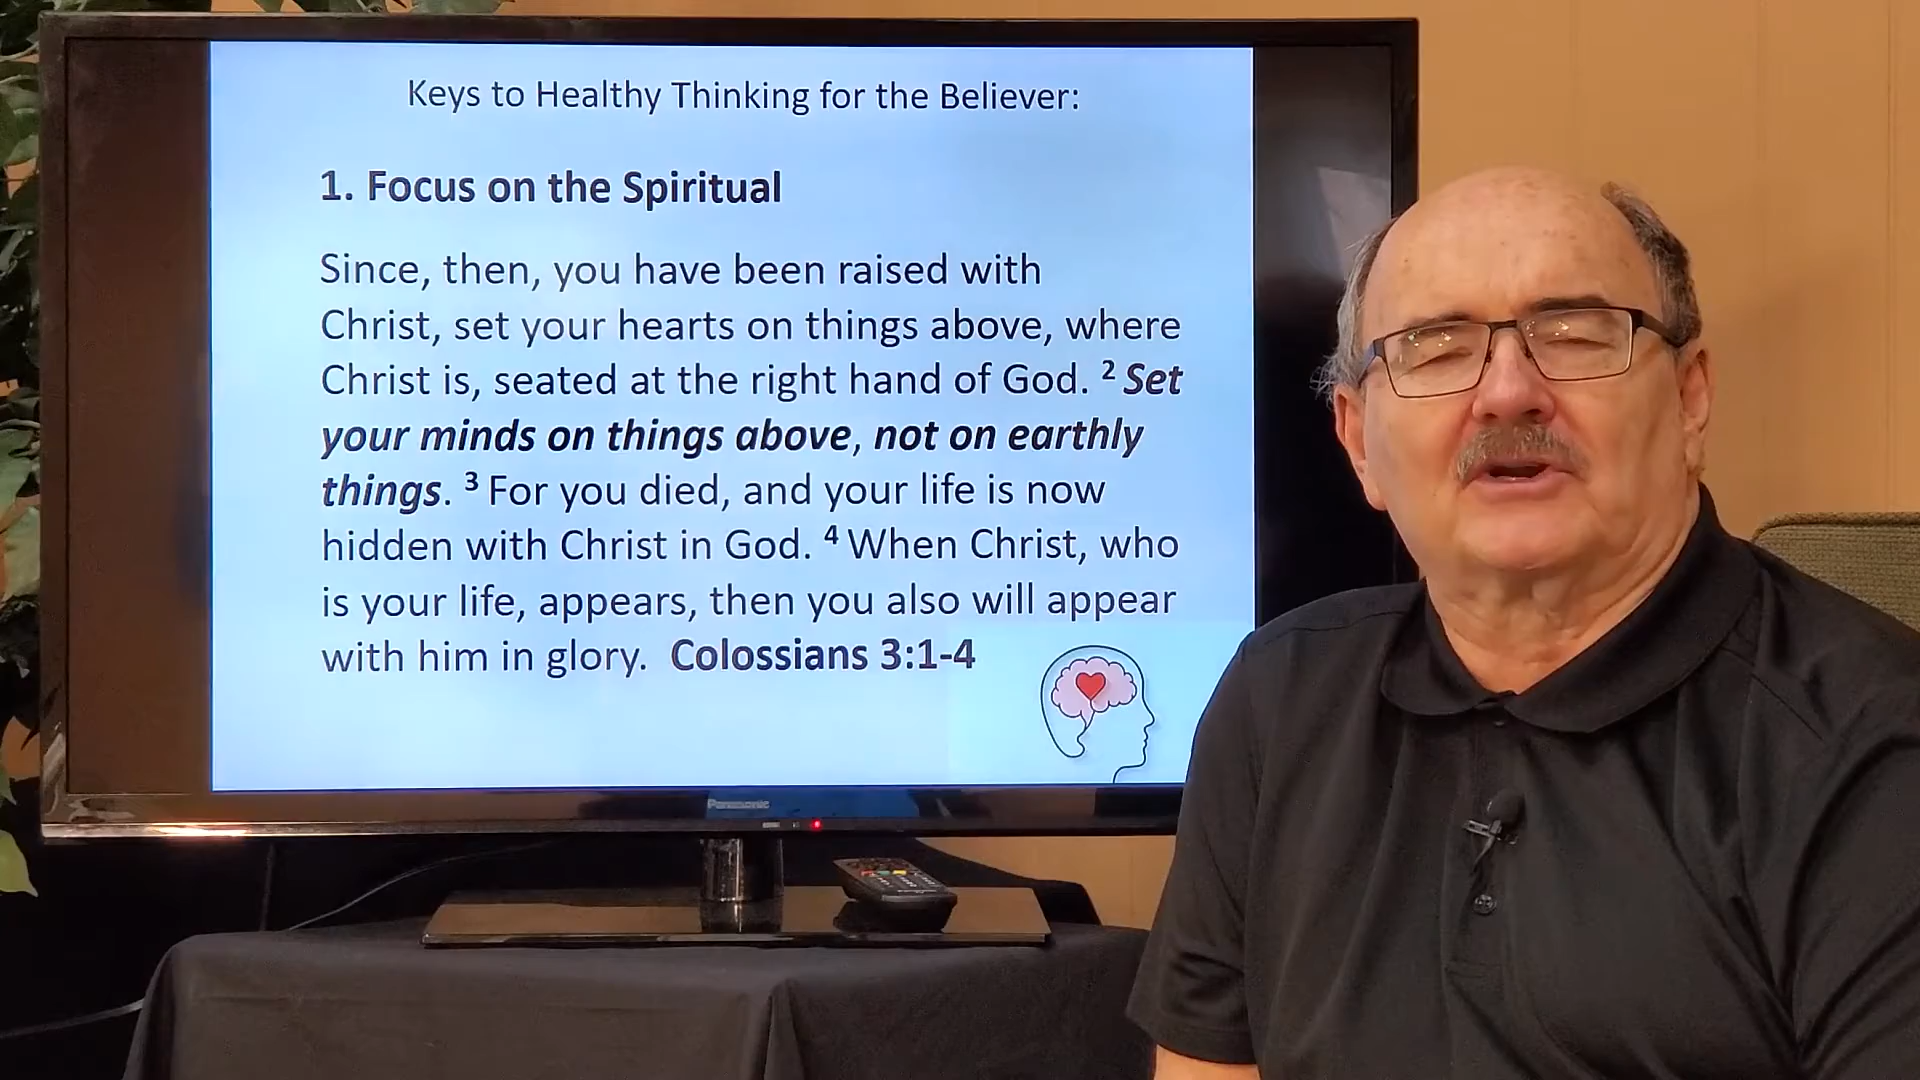 Keys to Healthy Thinking for the Believer:
1. Focus on the Spiritual
Since, then, you have been raised with
Christ, set your hearts on things above, where
Christ is, seated at the right hand of God. ² Set
your minds on things above, not on earthly
things. ³ For you died, and your life is now
hidden with Christ in God. ⁴ When Christ, who
is your life, appears, then you also will appear
with him in glory. Colossians 3:1-4
Panasonic